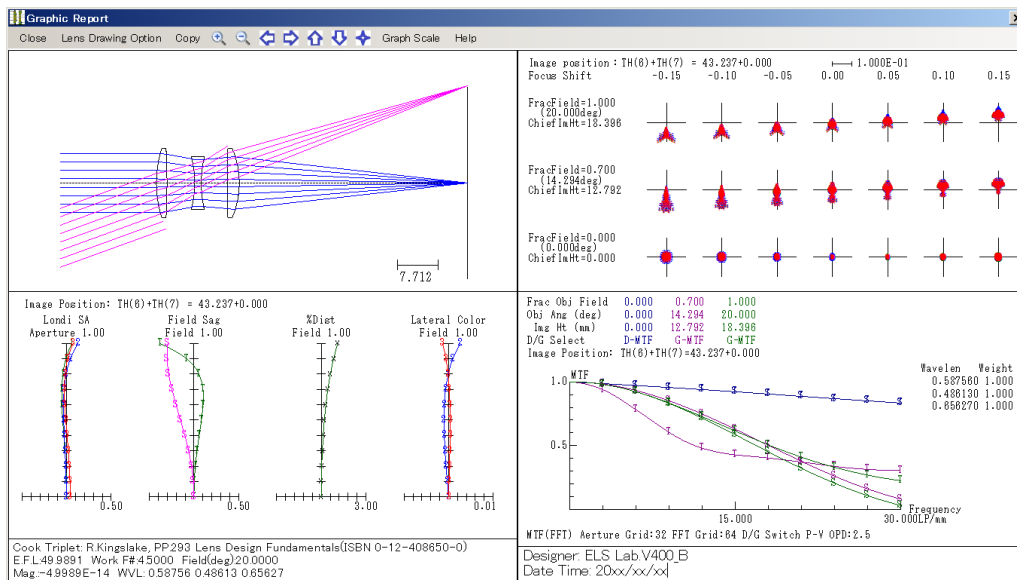 Graphic Report
Close Lens Drawing Option Copy Graph Scale Help
7.712
Image position : TH(6)+TH(7) = 43.237+0.000 1.000E-01
Focus Shift -0.15 -0.10 -0.05 0.00 0.05 0.10 0.15
FracField=1.000
(20.000deg)
ChiefImHt=18.396
FracField=0.700
(14.294deg)
ChiefImHt=12.792
FracField=0.000
(0.000deg)
ChiefImHt=0.000
Image Position: TH(6)+TH(7) = 43.237+0.000
Londi SA Field Sag %Dist Lateral Color
Aperture 1.00 Field 1.00 Field 1.00 Field 1.00
0.50 0.50 3.00 0.01
Frac Obj Field 0.000 0.700 1.000
Obj Ang (deg) 0.000 14.294 20.000
Img Ht (mm) 0.000 12.792 18.396
D/G Select D-MTF G-MTF G-MTF
Image Position: TH(6)+TH(7)=43.237+0.000
Wavelen Weight
0.587560 1.000
0.486130 1.000
0.656270 1.000
MTF
1.0
0.5
Frequency
15.000 30.000LP/mm
MTF(FFT) Aerture Grid:32 FFT Grid:64 D/G Switch P-V OPD:2.5
Cook Triplet: R.Kingslake, PP.293 Lens Design Fundamentals(ISBN 0-12-408650-0)
E.F.L:49.9891 Work F#:4.5000 Field(deg):20.0000
Mag.:-4.9989E-14 WVL: 0.58756 0.48613 0.65627
Designer: ELS Lab.V400_B
Date Time: 20xx/xx/xx